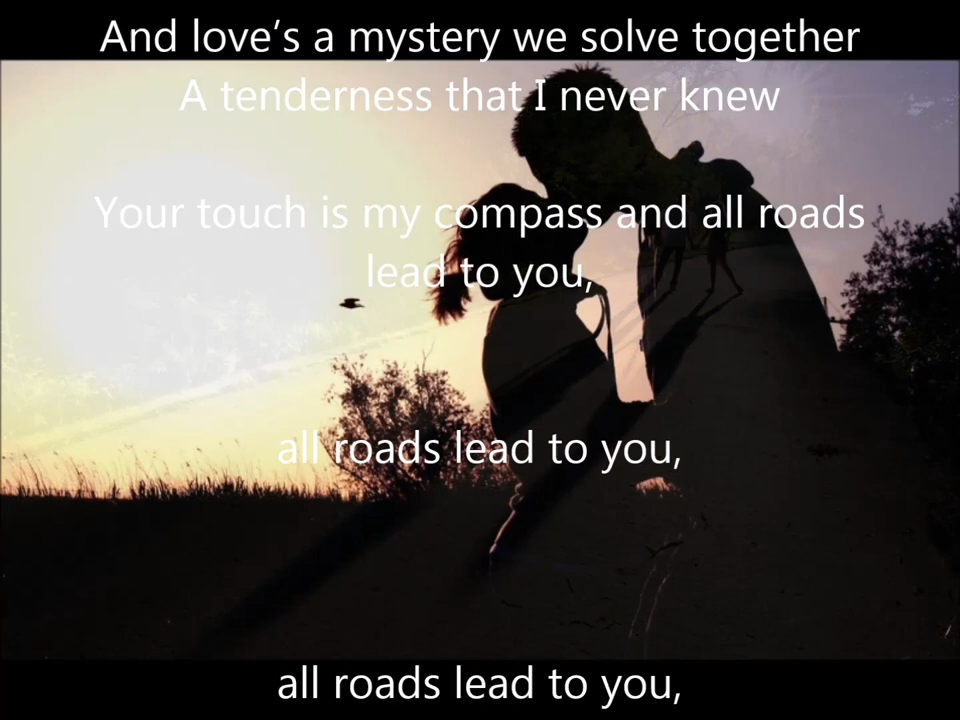 And love's a mystery we solve together
A tenderness that I never knew
Your touch is my compass and all roads
lead to you,
all roads lead to you,
all roads lead to you,